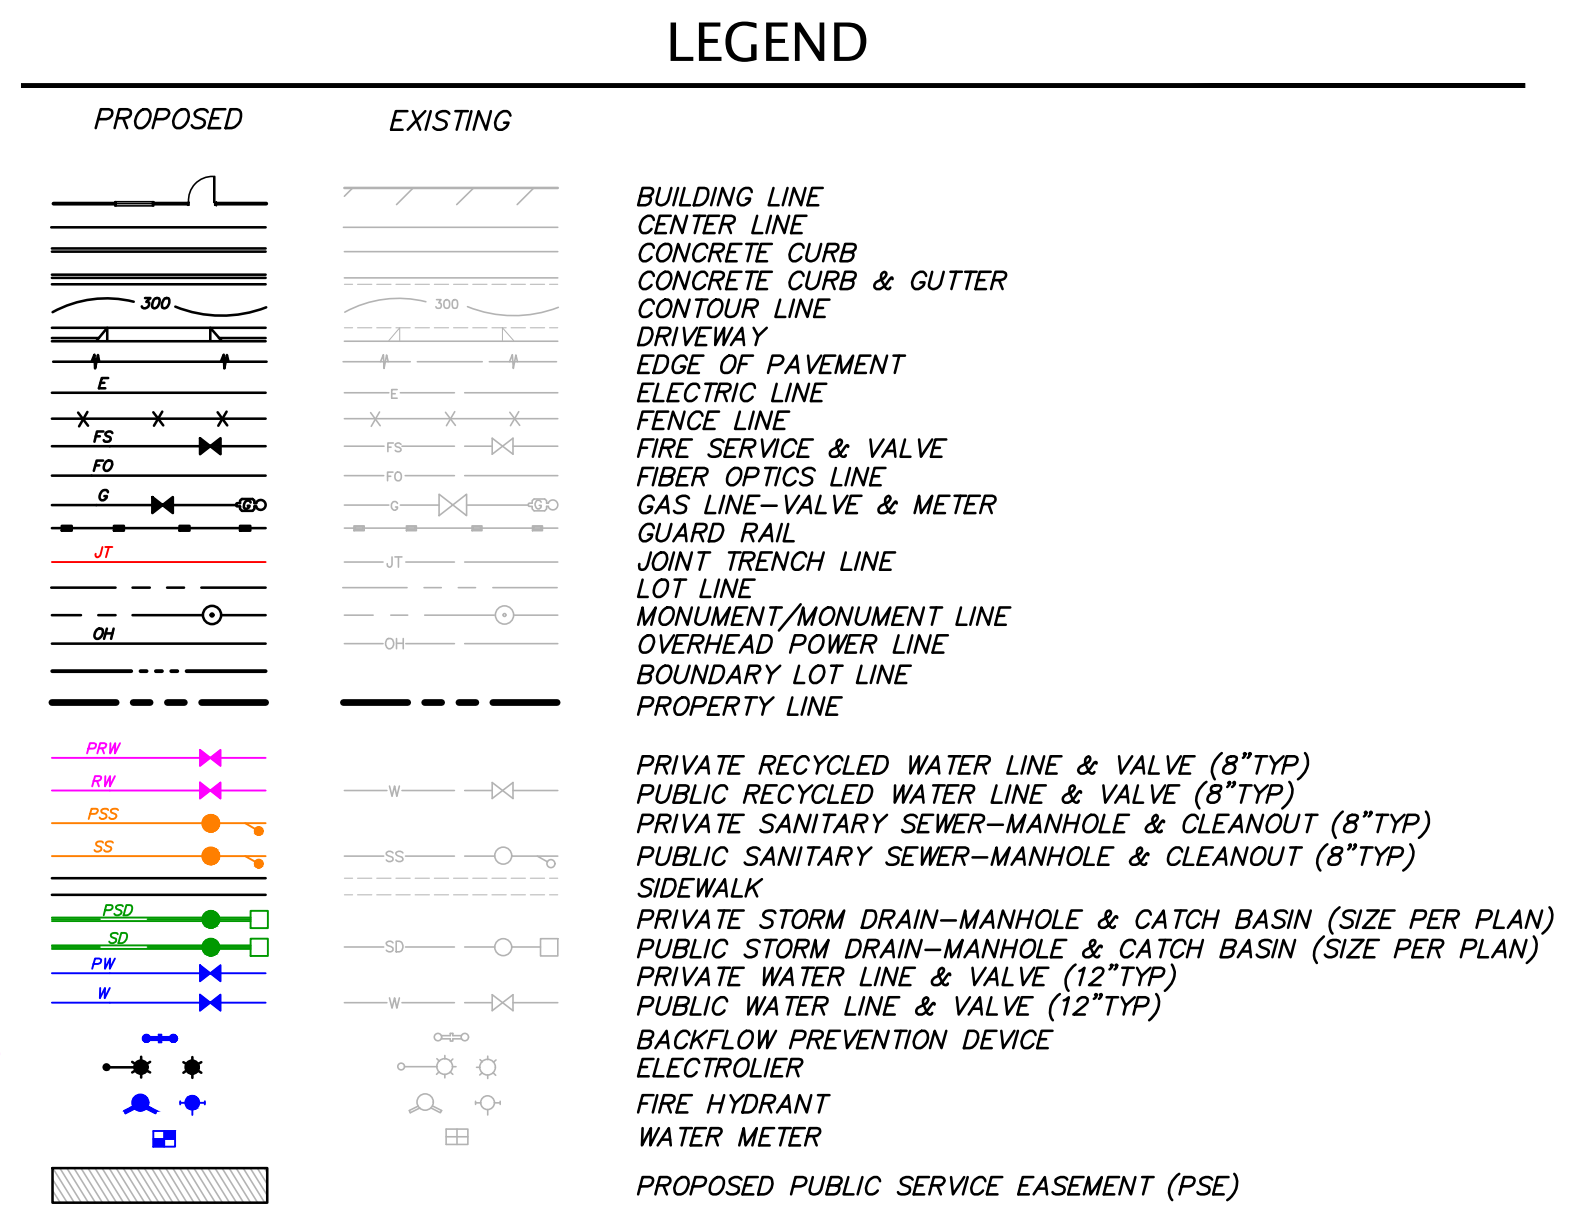 LEGEND
PROPOSED EXISTING
BUILDING LINE
CENTER LINE
CONCRETE CURB
CONCRETE CURB & GUTTER
300 300 CONTOUR LINE
DRIVEWAY
EDGE OF PAVEMENT
E E ELECTRIC LINE
FENCE LINE
FS FS FIRE SERVICE & VALVE
FO FO FIBER OPTICS LINE
G G G G GAS LINE-VALVE & METER
GUARD RAIL
JT JT JOINT TRENCH LINE
LOT LINE
MONUMENT/MONUMENT LINE
OH OH OVERHEAD POWER LINE
BOUNDARY LOT LINE
PROPERTY LINE
PRW PRIVATE RECYCLED WATER LINE & VALVE (8"TYP)
RW W PUBLIC RECYCLED WATER LINE & VALVE (8"TYP)
PSS PRIVATE SANITARY SEWER-MANHOLE & CLEANOUT (8"TYP)
SS SS PUBLIC SANITARY SEWER-MANHOLE & CLEANOUT (8"TYP)
SIDEWALK
PSD PRIVATE STORM DRAIN-MANHOLE & CATCH BASIN (SIZE PER PLAN)
SD SD PUBLIC STORM DRAIN-MANHOLE & CATCH BASIN (SIZE PER PLAN)
PW PRIVATE WATER LINE & VALVE (12"TYP)
W W PUBLIC WATER LINE & VALVE (12"TYP)
BACKFLOW PREVENTION DEVICE
ELECTROLIER
FIRE HYDRANT
WATER METER
PROPOSED PUBLIC SERVICE EASEMENT (PSE)